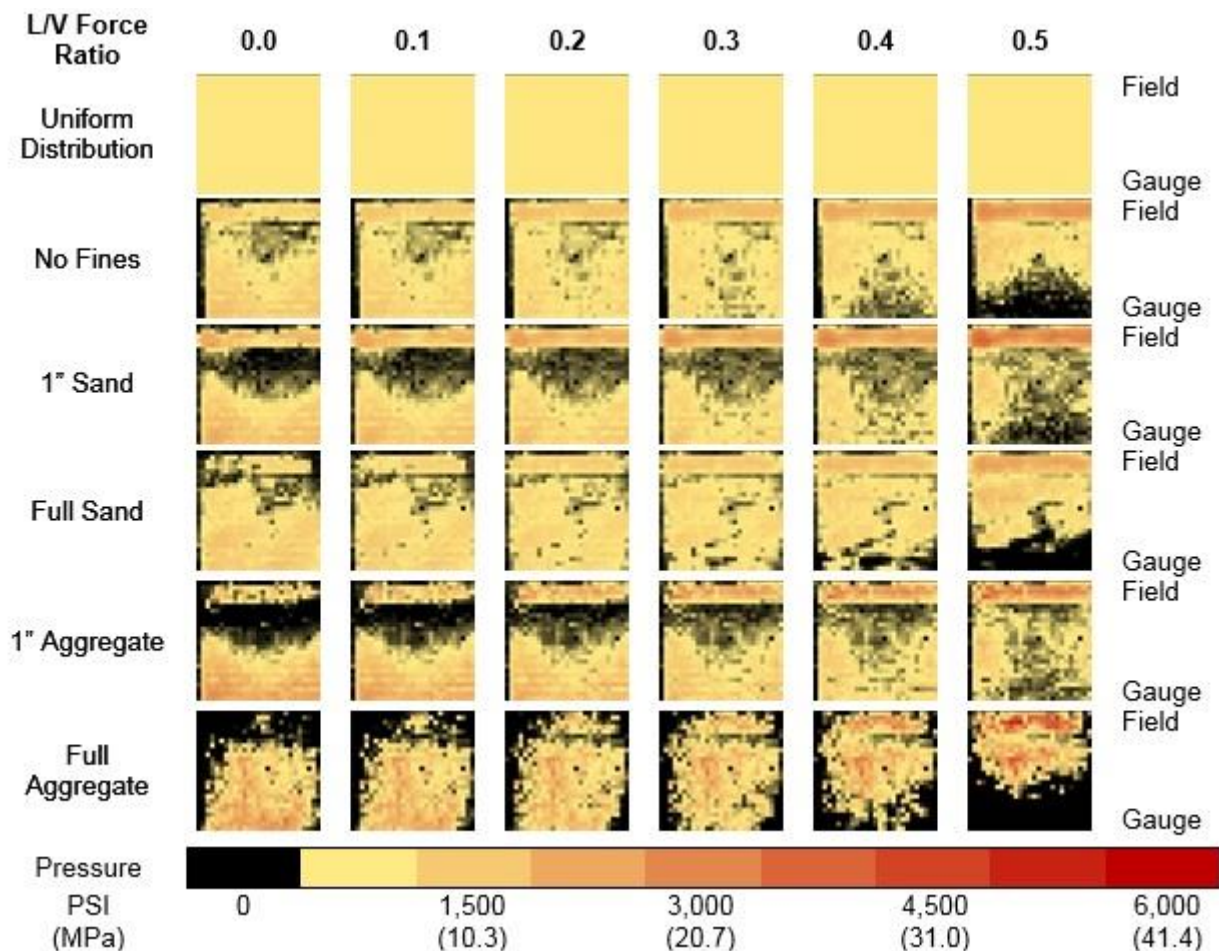 L/V Force
Ratio
0.0 0.1 0.2 0.3 0.4 0.5
Uniform
Distribution
Field
Gauge
No Fines
Field
Gauge
1” Sand
Field
Gauge
Full Sand
Field
Gauge
1” Aggregate
Field
Gauge
Full
Aggregate
Field
Gauge
Pressure
PSI
(MPa)
0 1,500 3,000 4,500 6,000
(10.3) (20.7) (31.0) (41.4)